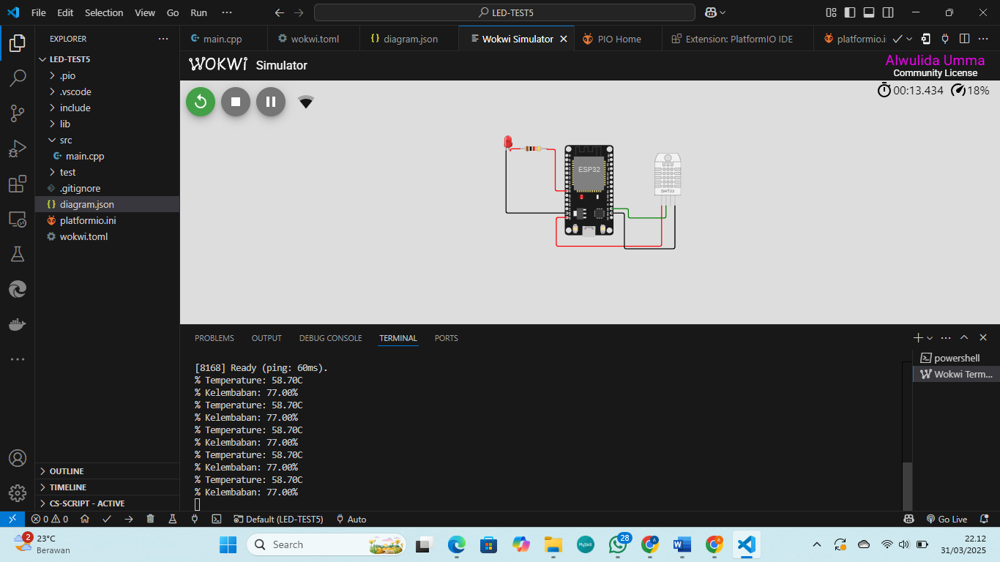 File Edit Selection View Go Run ···
LED-TEST5
EXPLORER
main.cpp
wokwi.toml
diagram.json
Wokwi Simulator
PIO Home
Extension: PlatformIO IDE
platformio.i
LED-TEST5
.pio
.vscode
include
lib
src
main.cpp
test
.gitignore
diagram.json
platformio.ini
wokwi.toml
WOKWi Simulator
Alwulida Umma
Community License
00:13.434 18%
ESP32
DHT22
PROBLEMS OUTPUT DEBUG CONSOLE TERMINAL PORTS
[8168] Ready (ping: 60ms).
% Temperature: 58.70C
% Kelembaban: 77.00%
% Temperature: 58.70C
% Kelembaban: 77.00%
% Temperature: 58.70C
% Kelembaban: 77.00%
% Temperature: 58.70C
% Kelembaban: 77.00%
% Temperature: 58.70C
% Kelembaban: 77.00%
powershell
Wokwi Term...
OUTLINE
TIMELINE
CS-SCRIPT - ACTIVE
0 0 Default (LED-TEST5) Auto Go Live
2
23°C
Berawan
Search
MySkill
28
22.12
31/03/2025